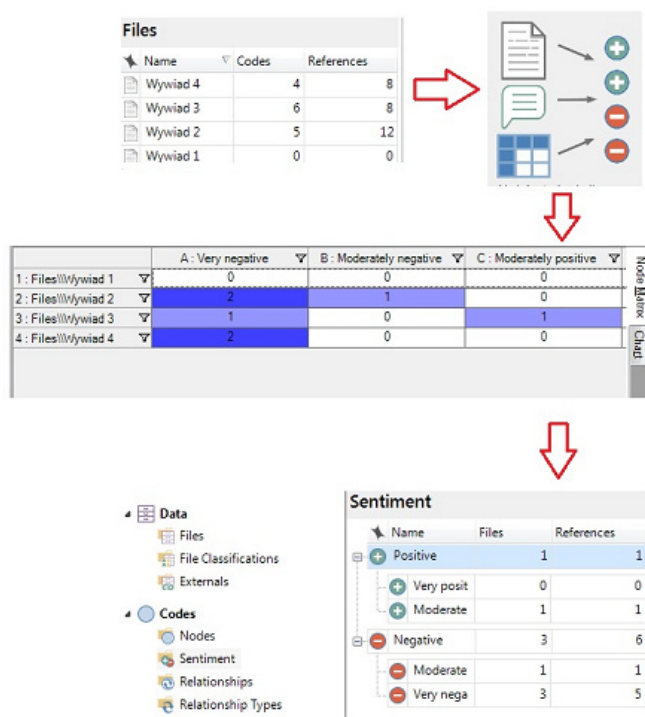 Files
Name Codes References
Wywiad 4 4 8
Wywiad 3 6 8
Wywiad 2 5 12
Wywiad 1 0 0
A : Very negative B : Moderately negative C : Moderately positive
1 : Files\\Wywiad 1 0 0 0
2 : Files\\Wywiad 2 2 1 0
3 : Files\\Wywiad 3 1 0 1
4 : Files\\Wywiad 4 2 0 0
Node Matrix
Chart
Data
Files
File Classifications
Externals
Codes
Nodes
Sentiment
Relationships
Relationship Types
Sentiment
Name Files References
Positive 1 1
Very posit 0 0
Moderate 1 1
Negative 3 6
Moderate 1 1
Very nega 3 5